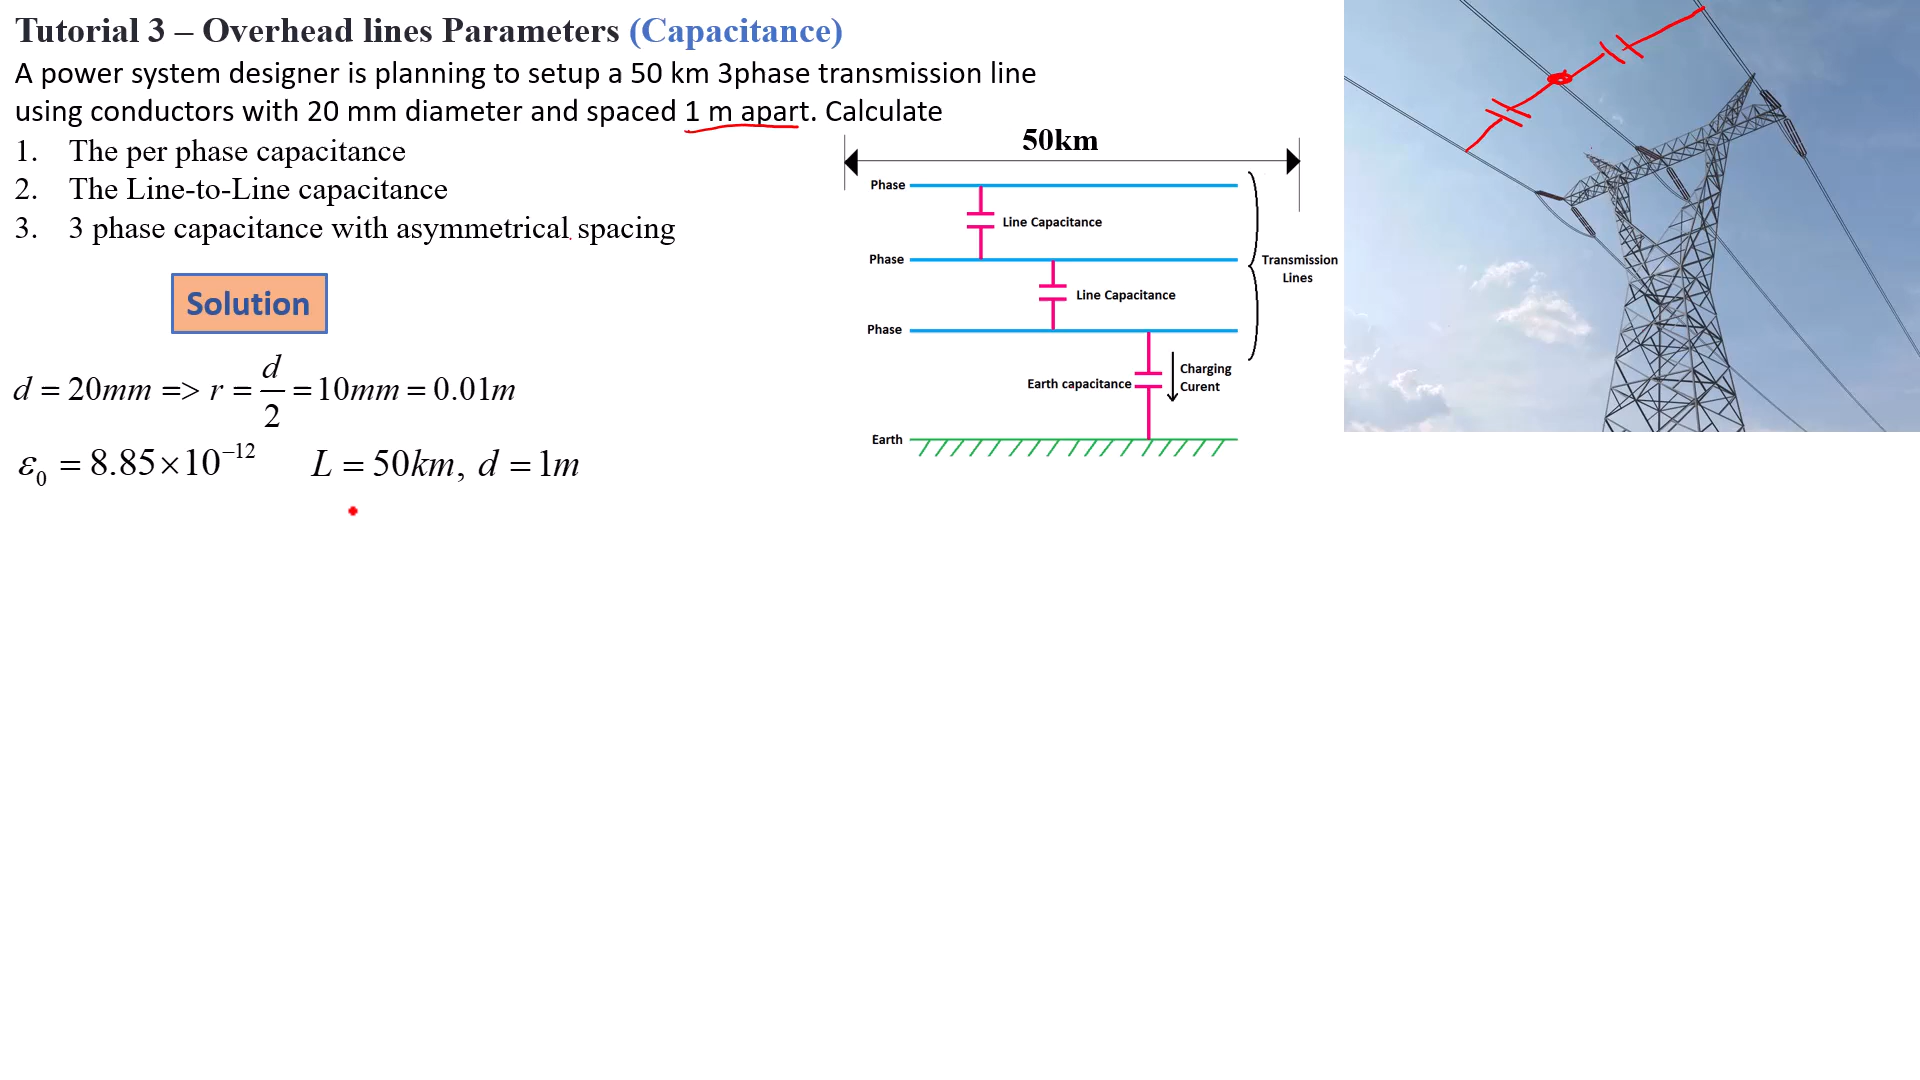 Tutorial 3 – Overhead lines Parameters (Capacitance)
A power system designer is planning to setup a 50 km 3phase transmission line
using conductors with 20 mm diameter and spaced 1 m apart. Calculate
1. The per phase capacitance
2. The Line-to-Line capacitance
3. 3 phase capacitance with asymmetrical spacing
Solution
d = 20mm => r = d/2 = 10mm = 0.01m
ε₀ = 8.85×10⁻¹² L = 50km, d = 1m
50km
Phase
Line Capacitance
Phase
Line Capacitance
Phase
Transmission
Lines
Earth capacitance
Charging
Curent
Earth